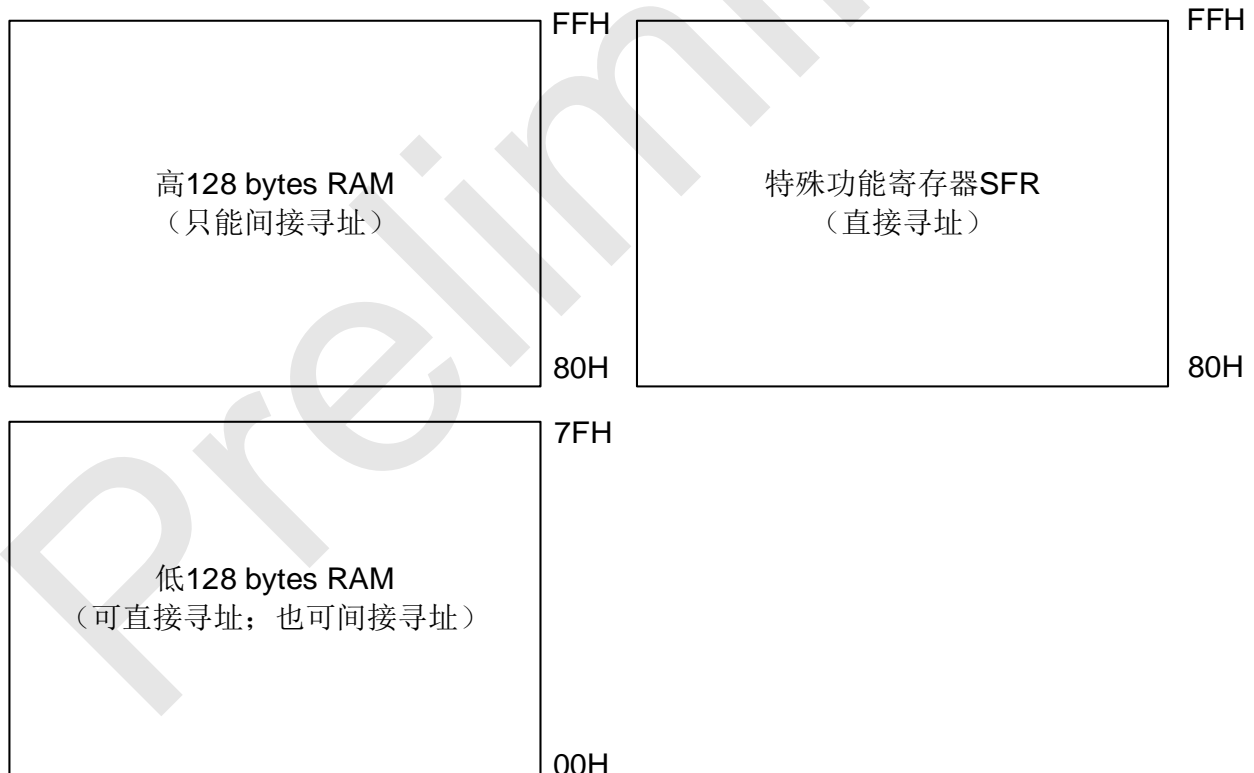 FFH
高128 bytes RAM
（只能间接寻址）
80H
FFH
特殊功能寄存器SFR
（直接寻址）
80H
7FH
低128 bytes RAM
（可直接寻址；也可间接寻址）
00H
Prelim